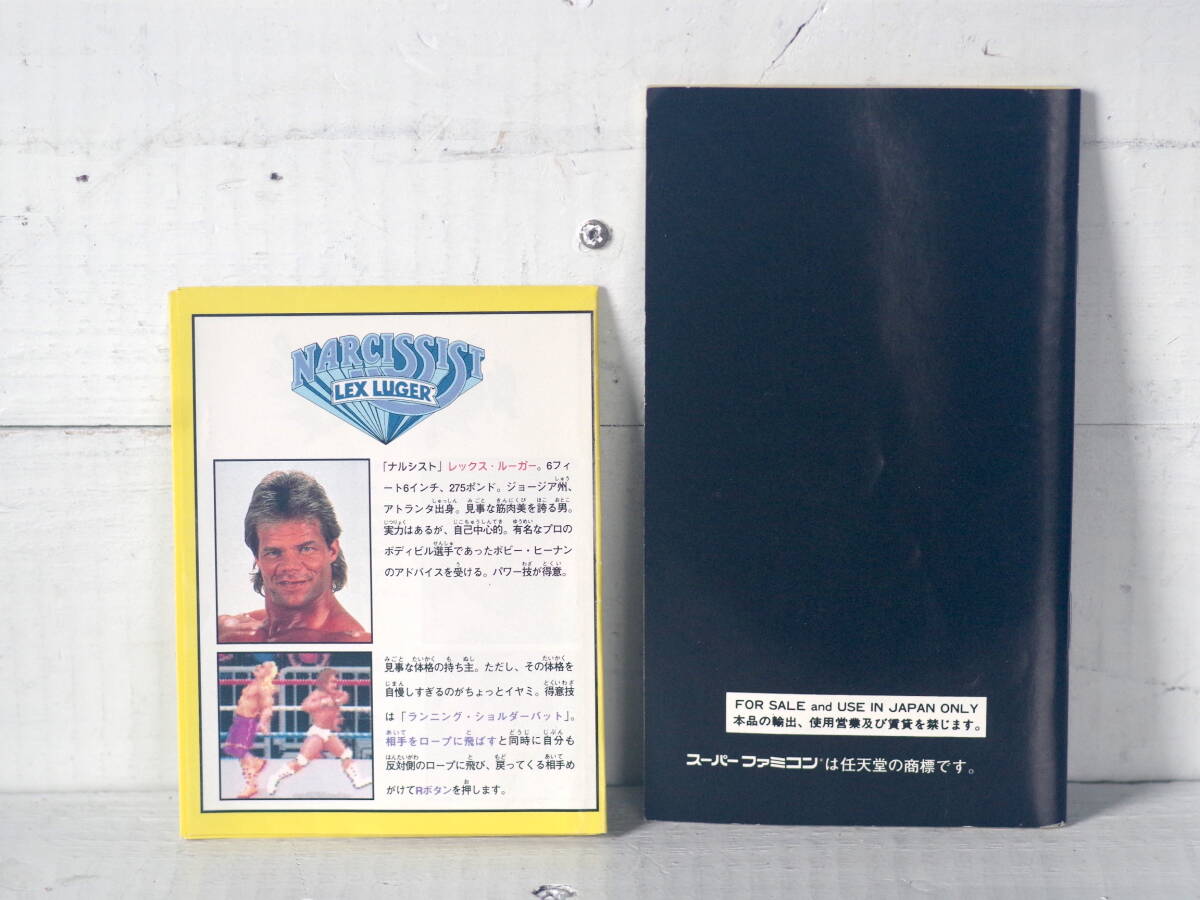 NARCISSIST
LEX LUGER
「ナルシスト」レックス・ルーガー。6フィ
ート6インチ、275ポンド。ジョージア州、
アトランタ出身。見事な筋肉美を誇る男。
実力はあるが、自己中心的。有名なプロの
ボディビル選手であったボビー・ヒーナン
のアドバイスを受ける。パワー技が得意。
見事な体格の持ち主。ただし、その体格を
自慢しすぎるのがちょっとイヤミ。得意技
は「ランニング・ショルダーバット」。
相手をロープに飛ばすと同時に自分も
反対側のロープに飛び、戻ってくる相手め
がけてRボタンを押します。
FOR SALE and USE IN JAPAN ONLY
本品の輸出、使用営業及び賃貸を禁じます。
スーパーファミコン®は任天堂の商標です。